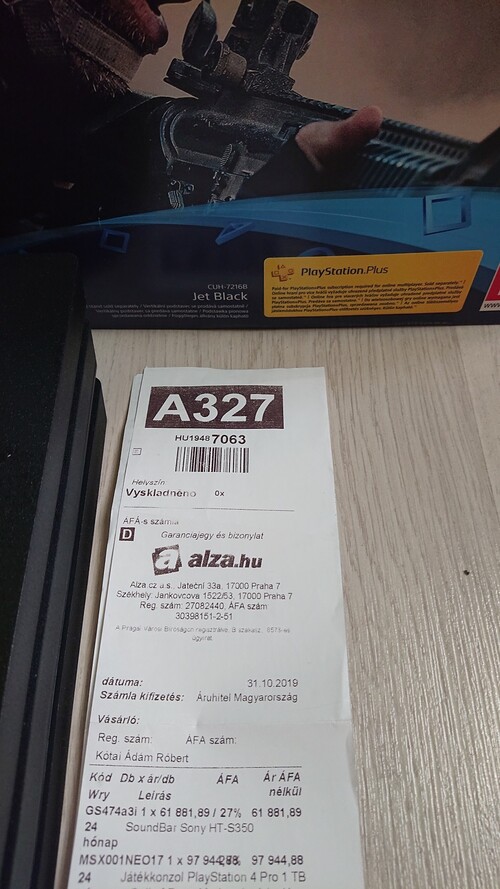 PlayStation.Plus
CUH-7216B
Jet Black
A327
HU19487063
Helyszín
Vyskladněno 0x
ÁFA-s számla
D Garanciajegy és bizonylat
a alza.hu
Alza.cz a.s., Jateční 33a, 17000 Praha 7
Székhely: Jankovcova 1522/53, 17000 Praha 7
Reg. szám: 27082440, ÁFA szám:
30398151-2-51
dátuma: 31.10.2019
Számla kifizetés: Áruhitel Magyarország
Vásárló:
Reg. szám: ÁFA szám:
Kótai Ádám Róbert
Kód Db x ár/db ÁFA Ár ÁFA
nélkül
Wry Leírás
GS474a3i 1 x 61 881,89 / 27% 61 881,89
24 SoundBar Sony HT-S350
hónap
MSX001NEO17 1 x 97 944,88 97 944,88
24 Játékkonzol PlayStation 4 Pro 1 TB